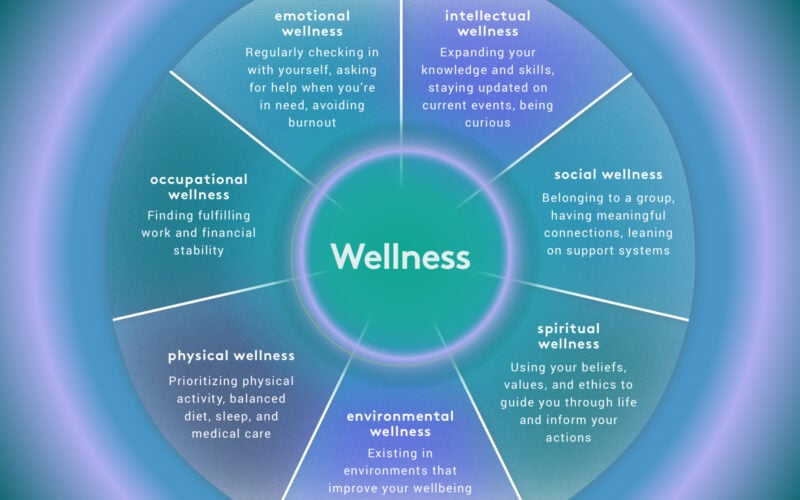 emotional
wellness
Regularly checking in
with yourself, asking
for help when you're
in need, avoiding
burnout
intellectual
wellness
Expanding your
knowledge and skills,
staying updated on
current events, being
curious
social wellness
Belonging to a group,
having meaningful
connections, leaning
on support systems
spiritual
wellness
Using your beliefs,
values, and ethics to
guide you through life
and inform your
actions
environmental
wellness
Existing in
environments that
improve your wellbeing
physical wellness
Prioritizing physical
activity, balanced
diet, sleep, and
medical care
occupational
wellness
Finding fulfilling
work and financial
stability
Wellness